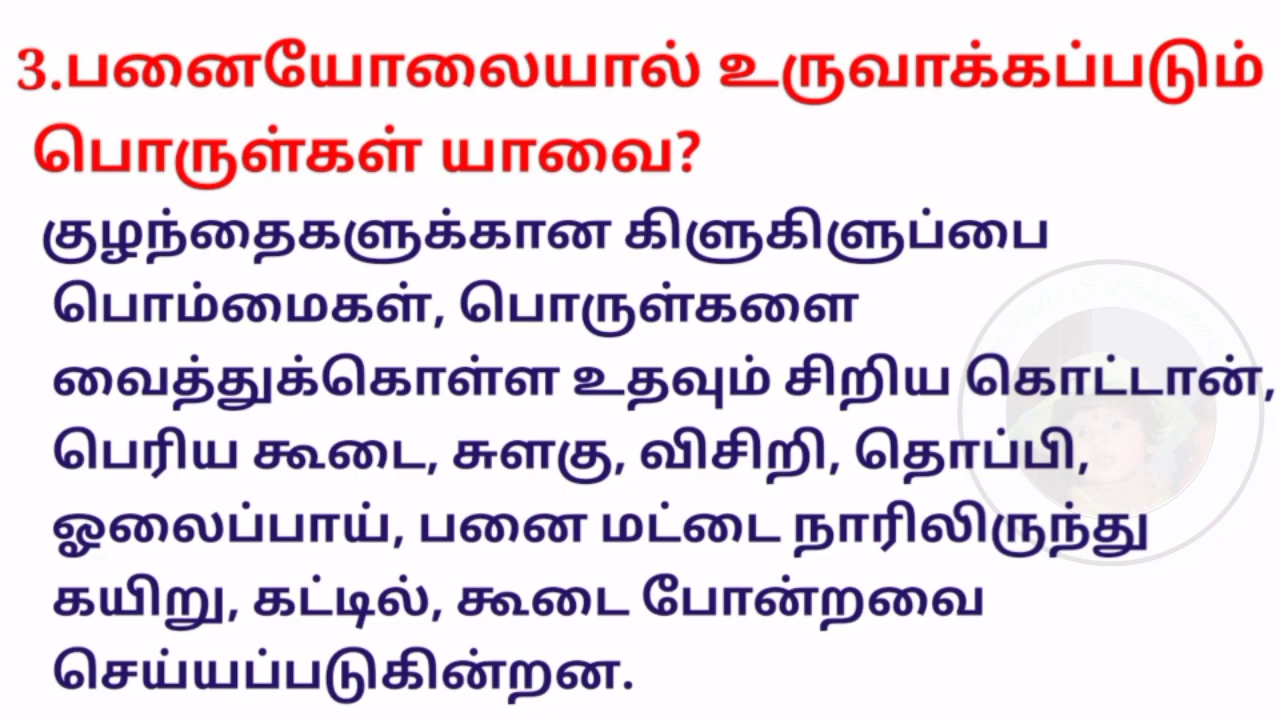 3.பனையோலையால் உருவாக்கப்படும்
பொருள்கள் யாவை?
குழந்தைகளுக்கான கிளுகிளுப்பை
பொம்மைகள், பொருள்களை
வைத்துக்கொள்ள உதவும் சிறிய கொட்டான்,
பெரிய கூடை, சுளகு, விசிறி, தொப்பி,
ஓலைப்பாய், பனை மட்டை நாரிலிருந்து
கயிறு, கட்டில், கூடை போன்றவை
செய்யப்படுகின்றன.